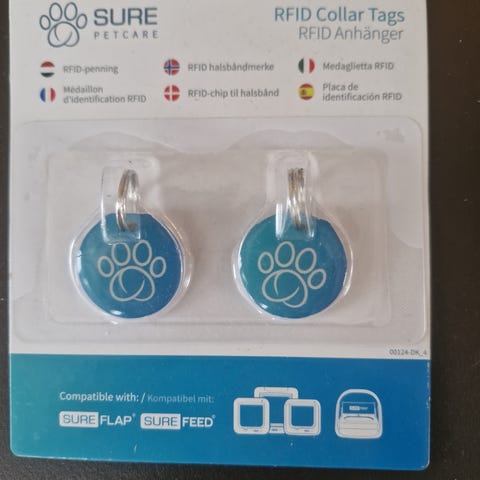 SURE
PETCARE
RFID Collar Tags
RFID Anhänger
RFID-penning
RFID halsbåndmerke
Medaglietta RFID
Médaillon
d'identification RFID
RFID-chip til halsbånd
Placa de
identificación RFID
00124-DK_4
Compatible with: / Kompatibel mit:
SURE FLAP® SURE FEED®